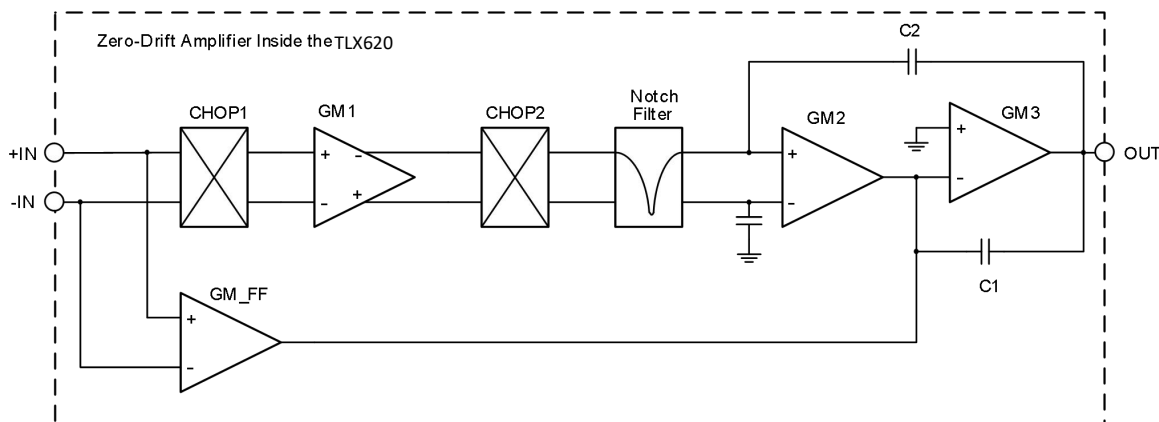 Zero-Drift Amplifier Inside the TLX620
C2
CHOP1
GM1
CHOP2
Notch
Filter
GM2
GM3
+IN
-IN
OUT
+
-
-
+
+
-
+
-
C1
GM_FF
+
-